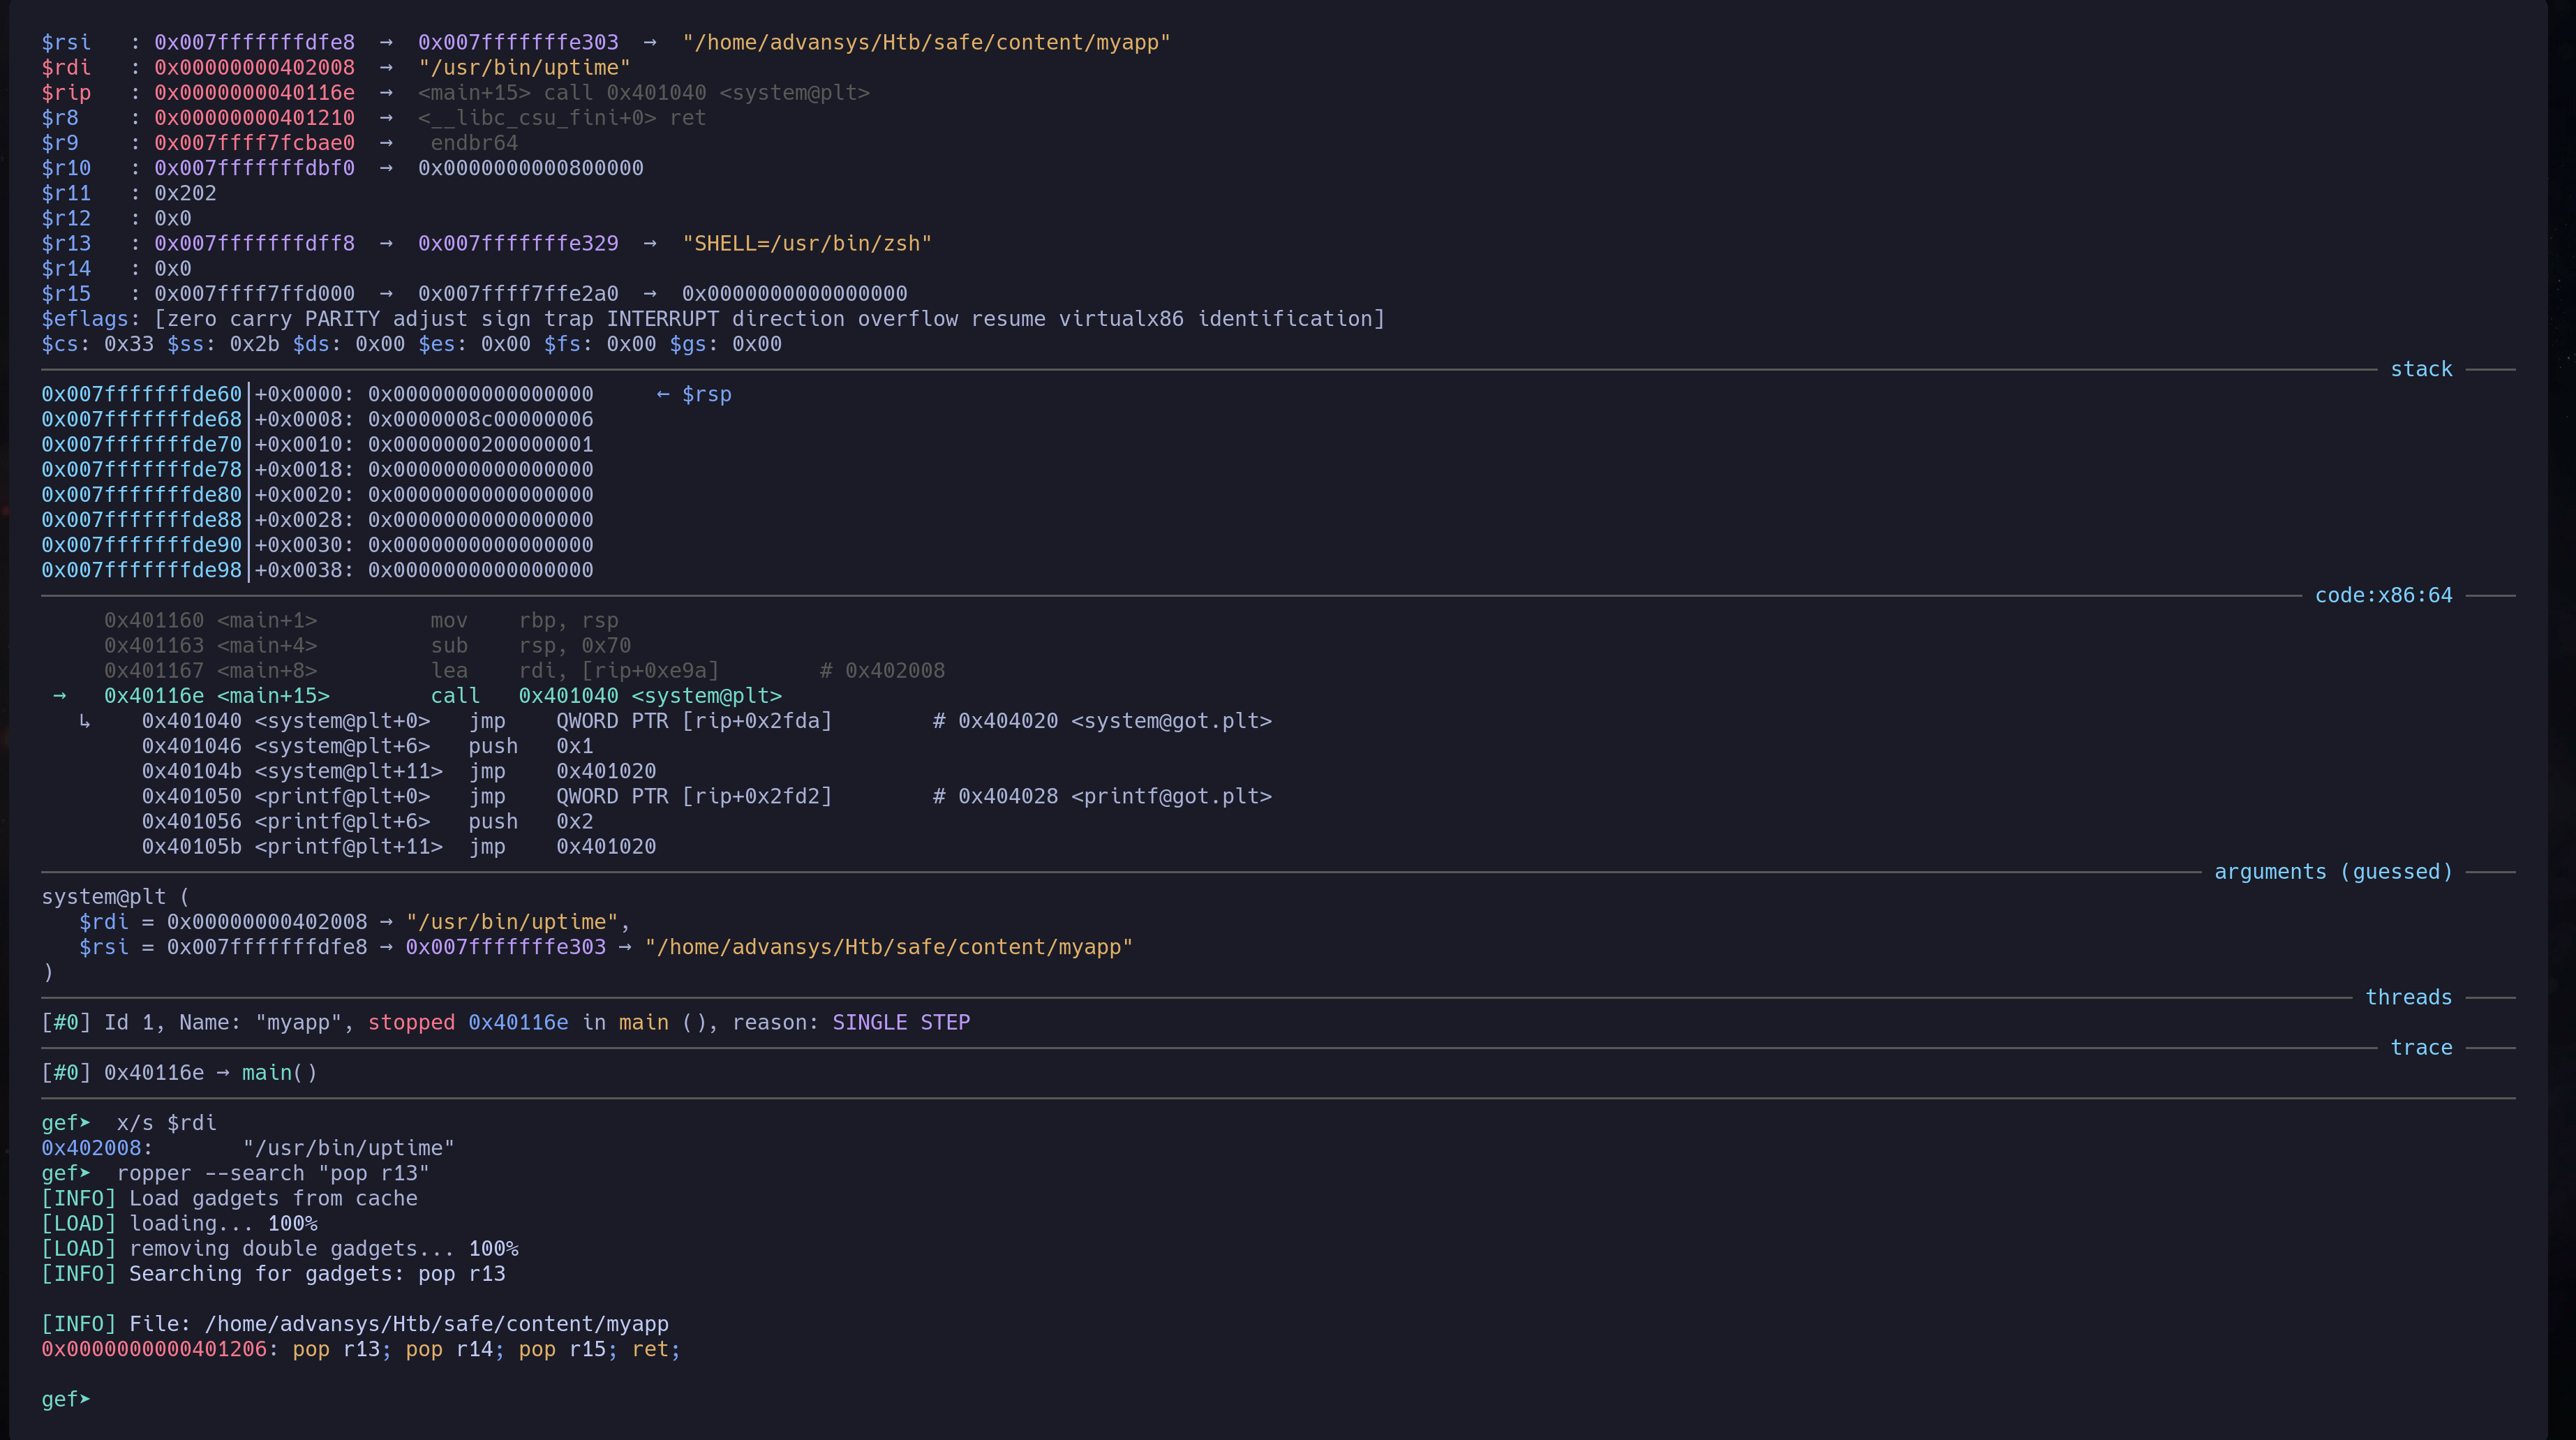 $rsi   : 0x007fffffffdfe8  →  0x007fffffffe303  →  "/home/advansys/Htb/safe/content/myapp"
$rdi   : 0x00000000402008  →  "/usr/bin/uptime"
$rip   : 0x0000000040116e  →  <main+15> call 0x401040 <system@plt>
$r8    : 0x00000000401210  →  <__libc_csu_fini+0> ret
$r9    : 0x007ffff7fcbae0  →   endbr64
$r10   : 0x007fffffffdbf0  →  0x0000000000800000
$r11   : 0x202
$r12   : 0x0
$r13   : 0x007fffffffdff8  →  0x007fffffffe329  →  "SHELL=/usr/bin/zsh"
$r14   : 0x0
$r15   : 0x007ffff7ffd000  →  0x007ffff7ffe2a0  →  0x0000000000000000
$eflags: [zero carry PARITY adjust sign trap INTERRUPT direction overflow resume virtualx86 identification]
$cs: 0x33 $ss: 0x2b $ds: 0x00 $es: 0x00 $fs: 0x00 $gs: 0x00
stack
0x007fffffffde60│+0x0000: 0x0000000000000000     ← $rsp
0x007fffffffde68│+0x0008: 0x0000008c00000006
0x007fffffffde70│+0x0010: 0x0000000200000001
0x007fffffffde78│+0x0018: 0x0000000000000000
0x007fffffffde80│+0x0020: 0x0000000000000000
0x007fffffffde88│+0x0028: 0x0000000000000000
0x007fffffffde90│+0x0030: 0x0000000000000000
0x007fffffffde98│+0x0038: 0x0000000000000000
code:x86:64
0x401160 <main+1>         mov    rbp, rsp
0x401163 <main+4>         sub    rsp, 0x70
0x401167 <main+8>         lea    rdi, [rip+0xe9a]        # 0x402008
→   0x40116e <main+15>        call   0x401040 <system@plt>
↳    0x401040 <system@plt+0>   jmp    QWORD PTR [rip+0x2fda]        # 0x404020 <system@got.plt>
0x401046 <system@plt+6>   push   0x1
0x40104b <system@plt+11>  jmp    0x401020
0x401050 <printf@plt+0>   jmp    QWORD PTR [rip+0x2fd2]        # 0x404028 <printf@got.plt>
0x401056 <printf@plt+6>   push   0x2
0x40105b <printf@plt+11>  jmp    0x401020
arguments (guessed)
system@plt (
$rdi = 0x00000000402008 → "/usr/bin/uptime",
$rsi = 0x007fffffffdfe8 → 0x007fffffffe303 → "/home/advansys/Htb/safe/content/myapp"
)
threads
[#0] Id 1, Name: "myapp", stopped 0x40116e in main (), reason: SINGLE STEP
trace
[#0] 0x40116e → main()
gef➤  x/s $rdi
0x402008:       "/usr/bin/uptime"
gef➤  ropper --search "pop r13"
[INFO] Load gadgets from cache
[LOAD] loading... 100%
[LOAD] removing double gadgets... 100%
[INFO] Searching for gadgets: pop r13
[INFO] File: /home/advansys/Htb/safe/content/myapp
0x0000000000401206: pop r13; pop r14; pop r15; ret;
gef➤